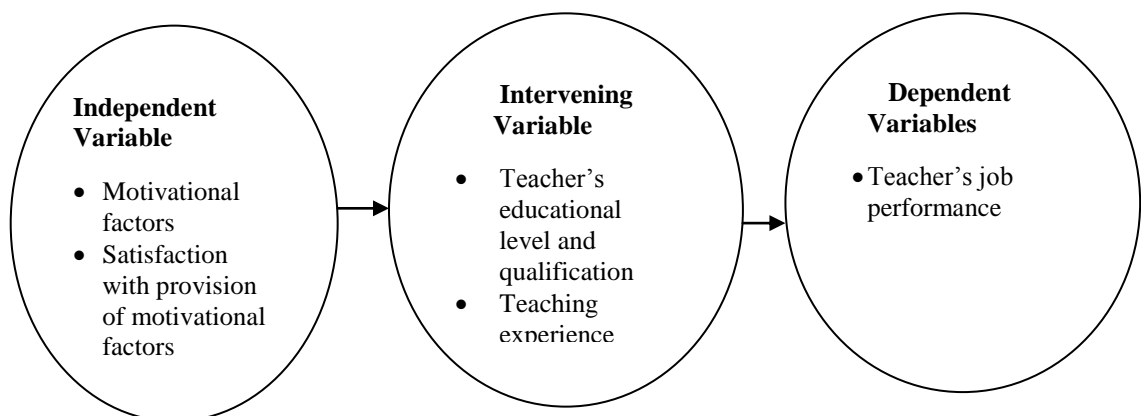 Independent
Variable
• Motivational
factors
• Satisfaction
with provision
of motivational
factors
Intervening
Variable
• Teacher’s
educational
level and
qualification
• Teaching
experience
Dependent
Variables
• Teacher’s job
performance